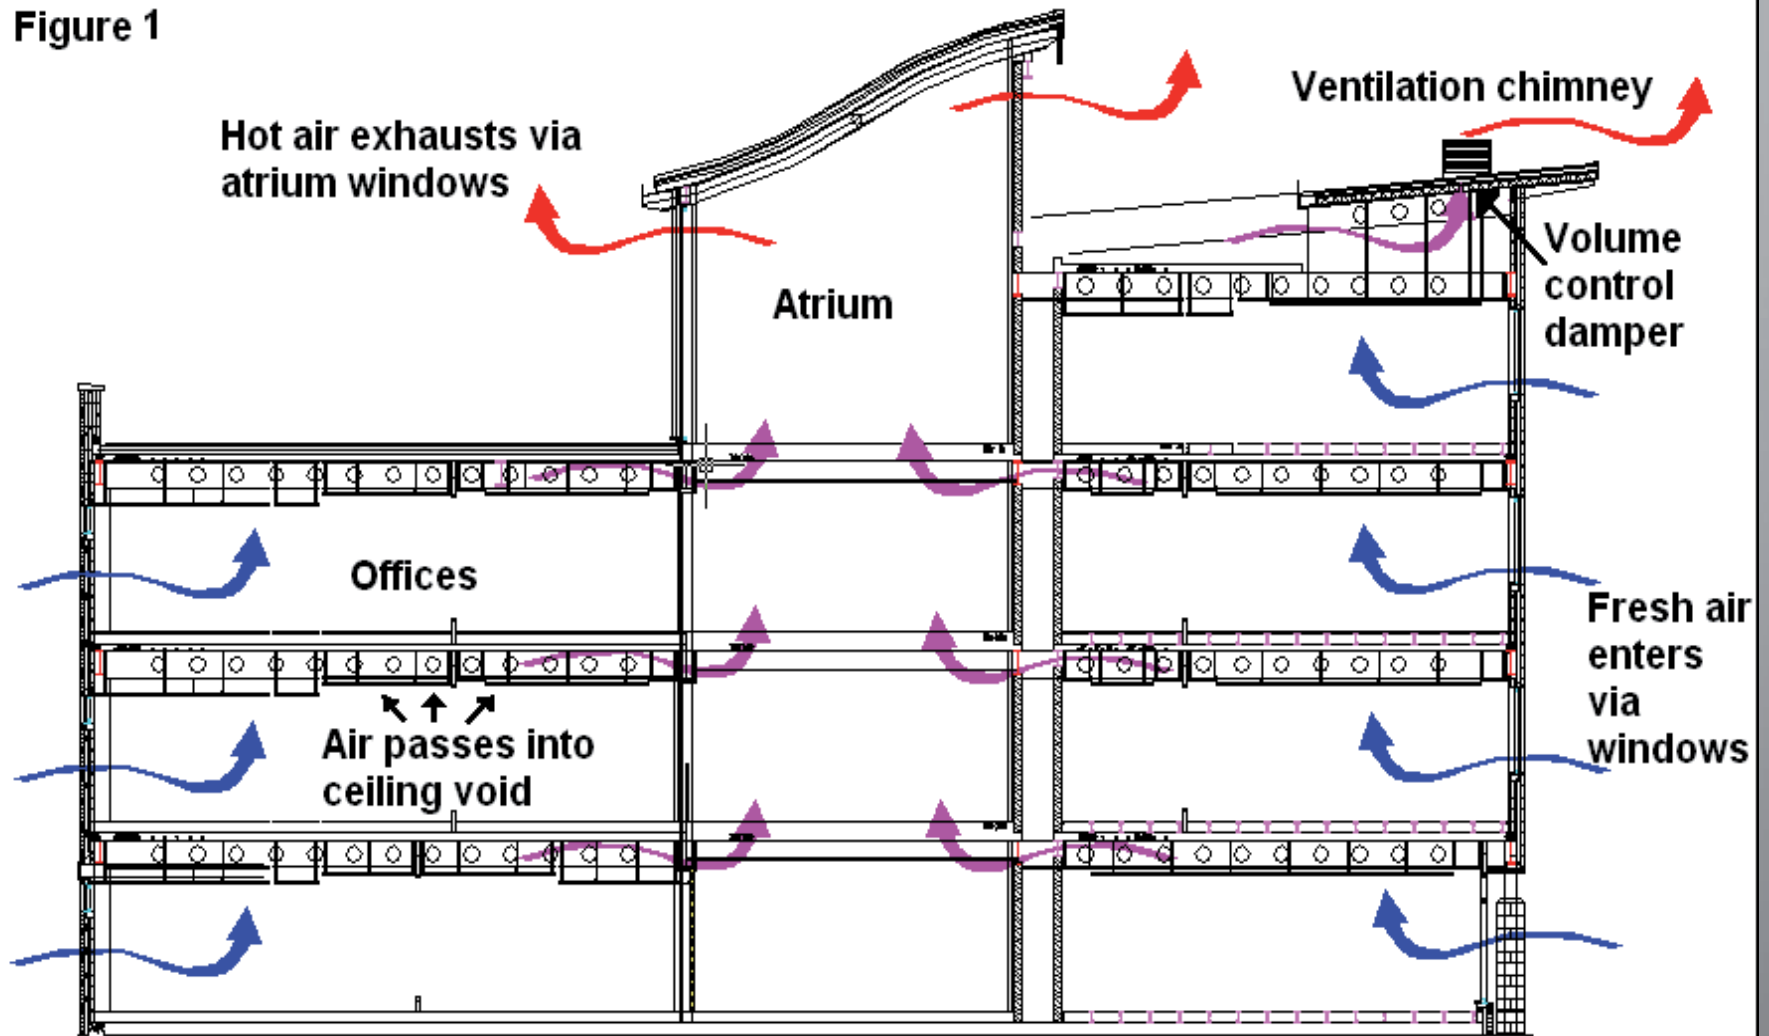 Figure 1
Ventilation chimney
Hot air exhausts via
atrium windows
Volume
control
damper
Atrium
Offices
Fresh air
enters
via
windows
Air passes into
ceiling void